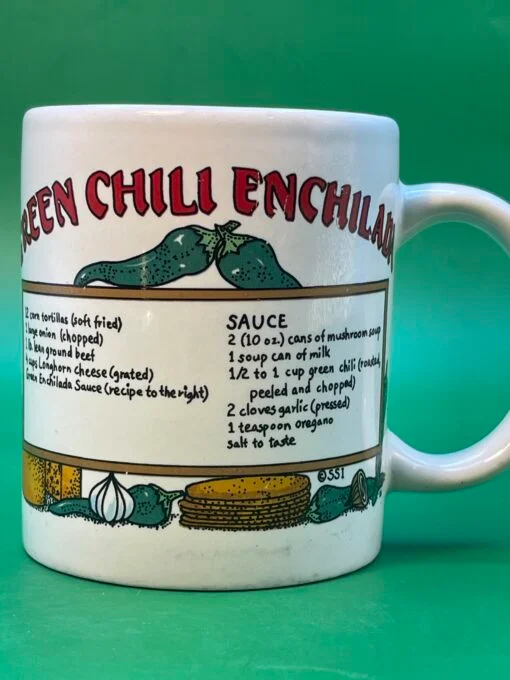 REEN CHILI ENCHILADA
12 corn tortillas (soft fried)
large onion (chopped)
lb. lean ground beef
cups Longhorn cheese (grated)
Green Enchilada Sauce (recipe to the right)
SAUCE
2 (10 oz.) cans of mushroom soup
1 soup can of milk
1/2 to 1 cup green chili (roasted,
peeled and chopped)
2 cloves garlic (pressed)
1 teaspoon oregano
salt to taste
©SSI